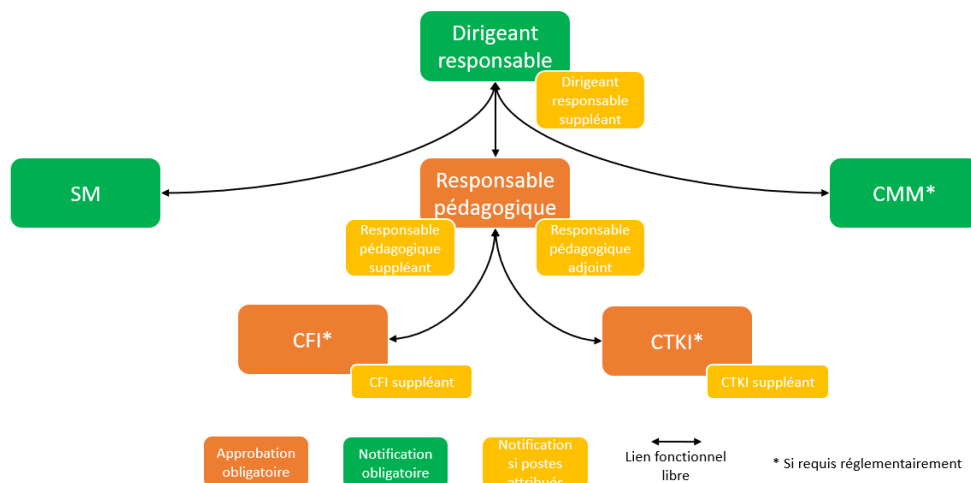 Dirigeant
responsable
Dirigeant
responsable
suppléant
SM
Responsable
pédagogique
CMM*
Responsable
pédagogique
suppléant
Responsable
pédagogique
adjoint
CFI*
CTKI*
CFI suppléant
CTKI suppléant
Approbation
obligatoire
Notification
obligatoire
Notification
si postes
attribués
Lien fonctionnel
libre
* Si requis réglementairement